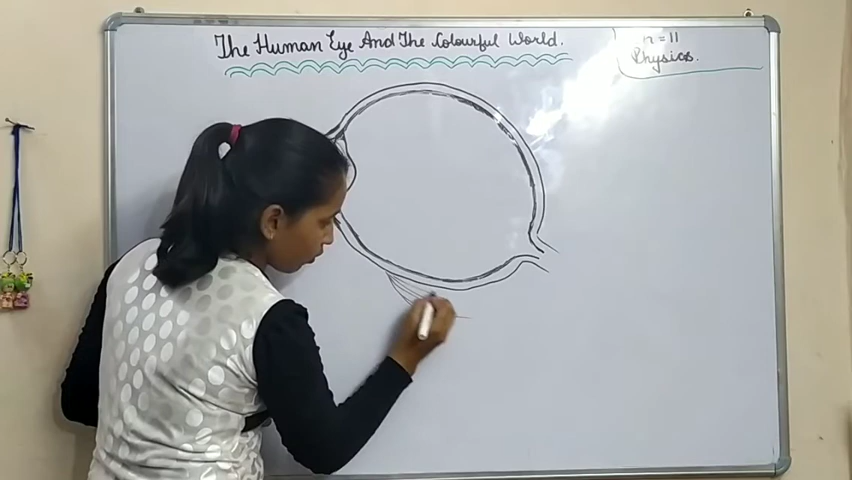 The Human Eye And The Colourful World.
n = 11
Physics.